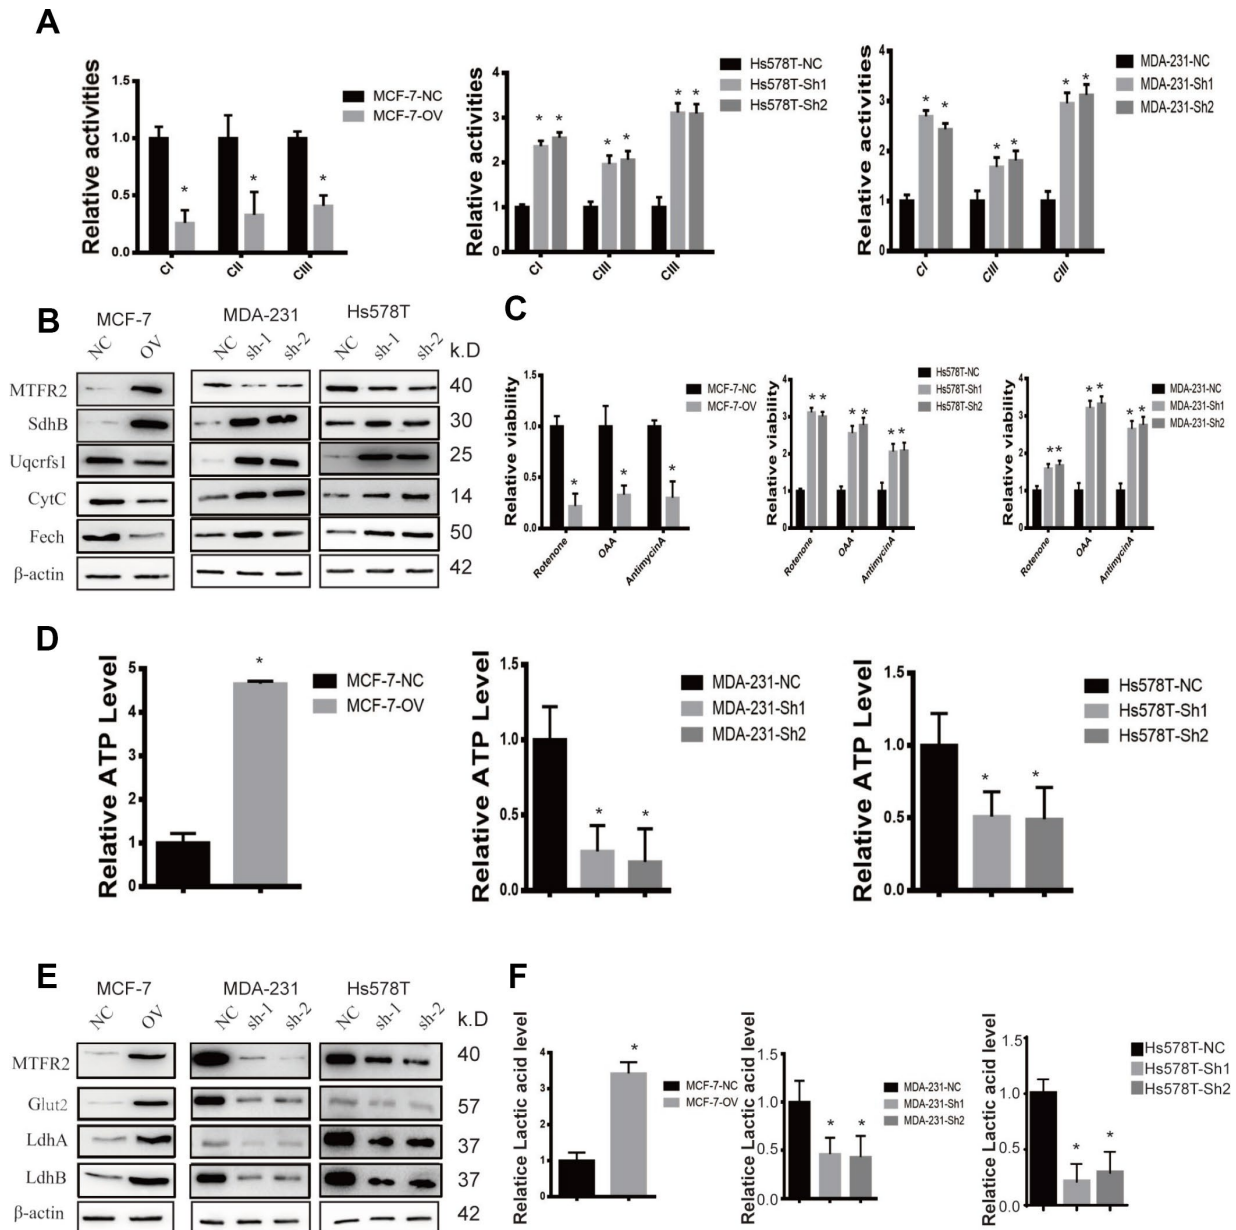 A
Relative activities
1.5
1.0
0.5
0.0
CI
CII
CIII
MCF-7-NC
MCF-7-OV
Relative activities
4
3
2
1
0
CI
CIII
CIII
Hs578T-NC
Hs578T-Sh1
Hs578T-Sh2
Relative activities
4
3
2
1
0
CI
CIII
CIII
MDA-231-NC
MDA-231-Sh1
MDA-231-Sh2
* * *
* * * * * *
* * * * * *
B
MCF-7 MDA-231 Hs578T
NC OV NC sh-1 sh-2 NC sh-1 sh-2 k.D
MTFR2 40
SdhB 30
Uqcrfs1 25
CytC 14
Fech 50
β-actin 42
C
Relative viability
1.5
1.0
0.5
0.0
Rotenone
OAA
AntimycinA
MCF-7-NC
MCF-7-OV
* * *
Relative viability
4
3
2
1
0
Rotenone
OAA
AntimycinA
Hs578T-NC
Hs578T-Sh1
Hs578T-Sh2
** ** **
Relative viability
4
3
2
1
0
Rotenone
OAA
AntimycinA
MDA-231-NC
MDA-231-Sh1
MDA-231-Sh2
** ** **
D
Relative ATP Level
5
4
3
2
1
0
*
MCF-7-NC
MCF-7-OV
Relative ATP Level
1.5
1.0
0.5
0.0
* *
MDA-231-NC
MDA-231-Sh1
MDA-231-Sh2
Relative ATP Level
1.5
1.0
0.5
0.0
* *
Hs578T-NC
Hs578T-Sh1
Hs578T-Sh2
E
MCF-7 MDA-231 Hs578T
NC OV NC sh-1 sh-2 NC sh-1 sh-2 k.D
MTFR2 40
Glut2 57
LdhA 37
LdhB 37
β-actin 42
F
Relatice Lactic acid level
4
3
2
1
0
*
MCF-7-NC
MCF-7-OV
Relatice Lactic acid level
1.5
1.0
0.5
0.0
* *
MDA-231-NC
MDA-231-Sh1
MDA-231-Sh2
Relatice Lactic acid level
1.5
1.0
0.5
0.0
* *
Hs578T-NC
Hs578T-Sh1
Hs578T-Sh2